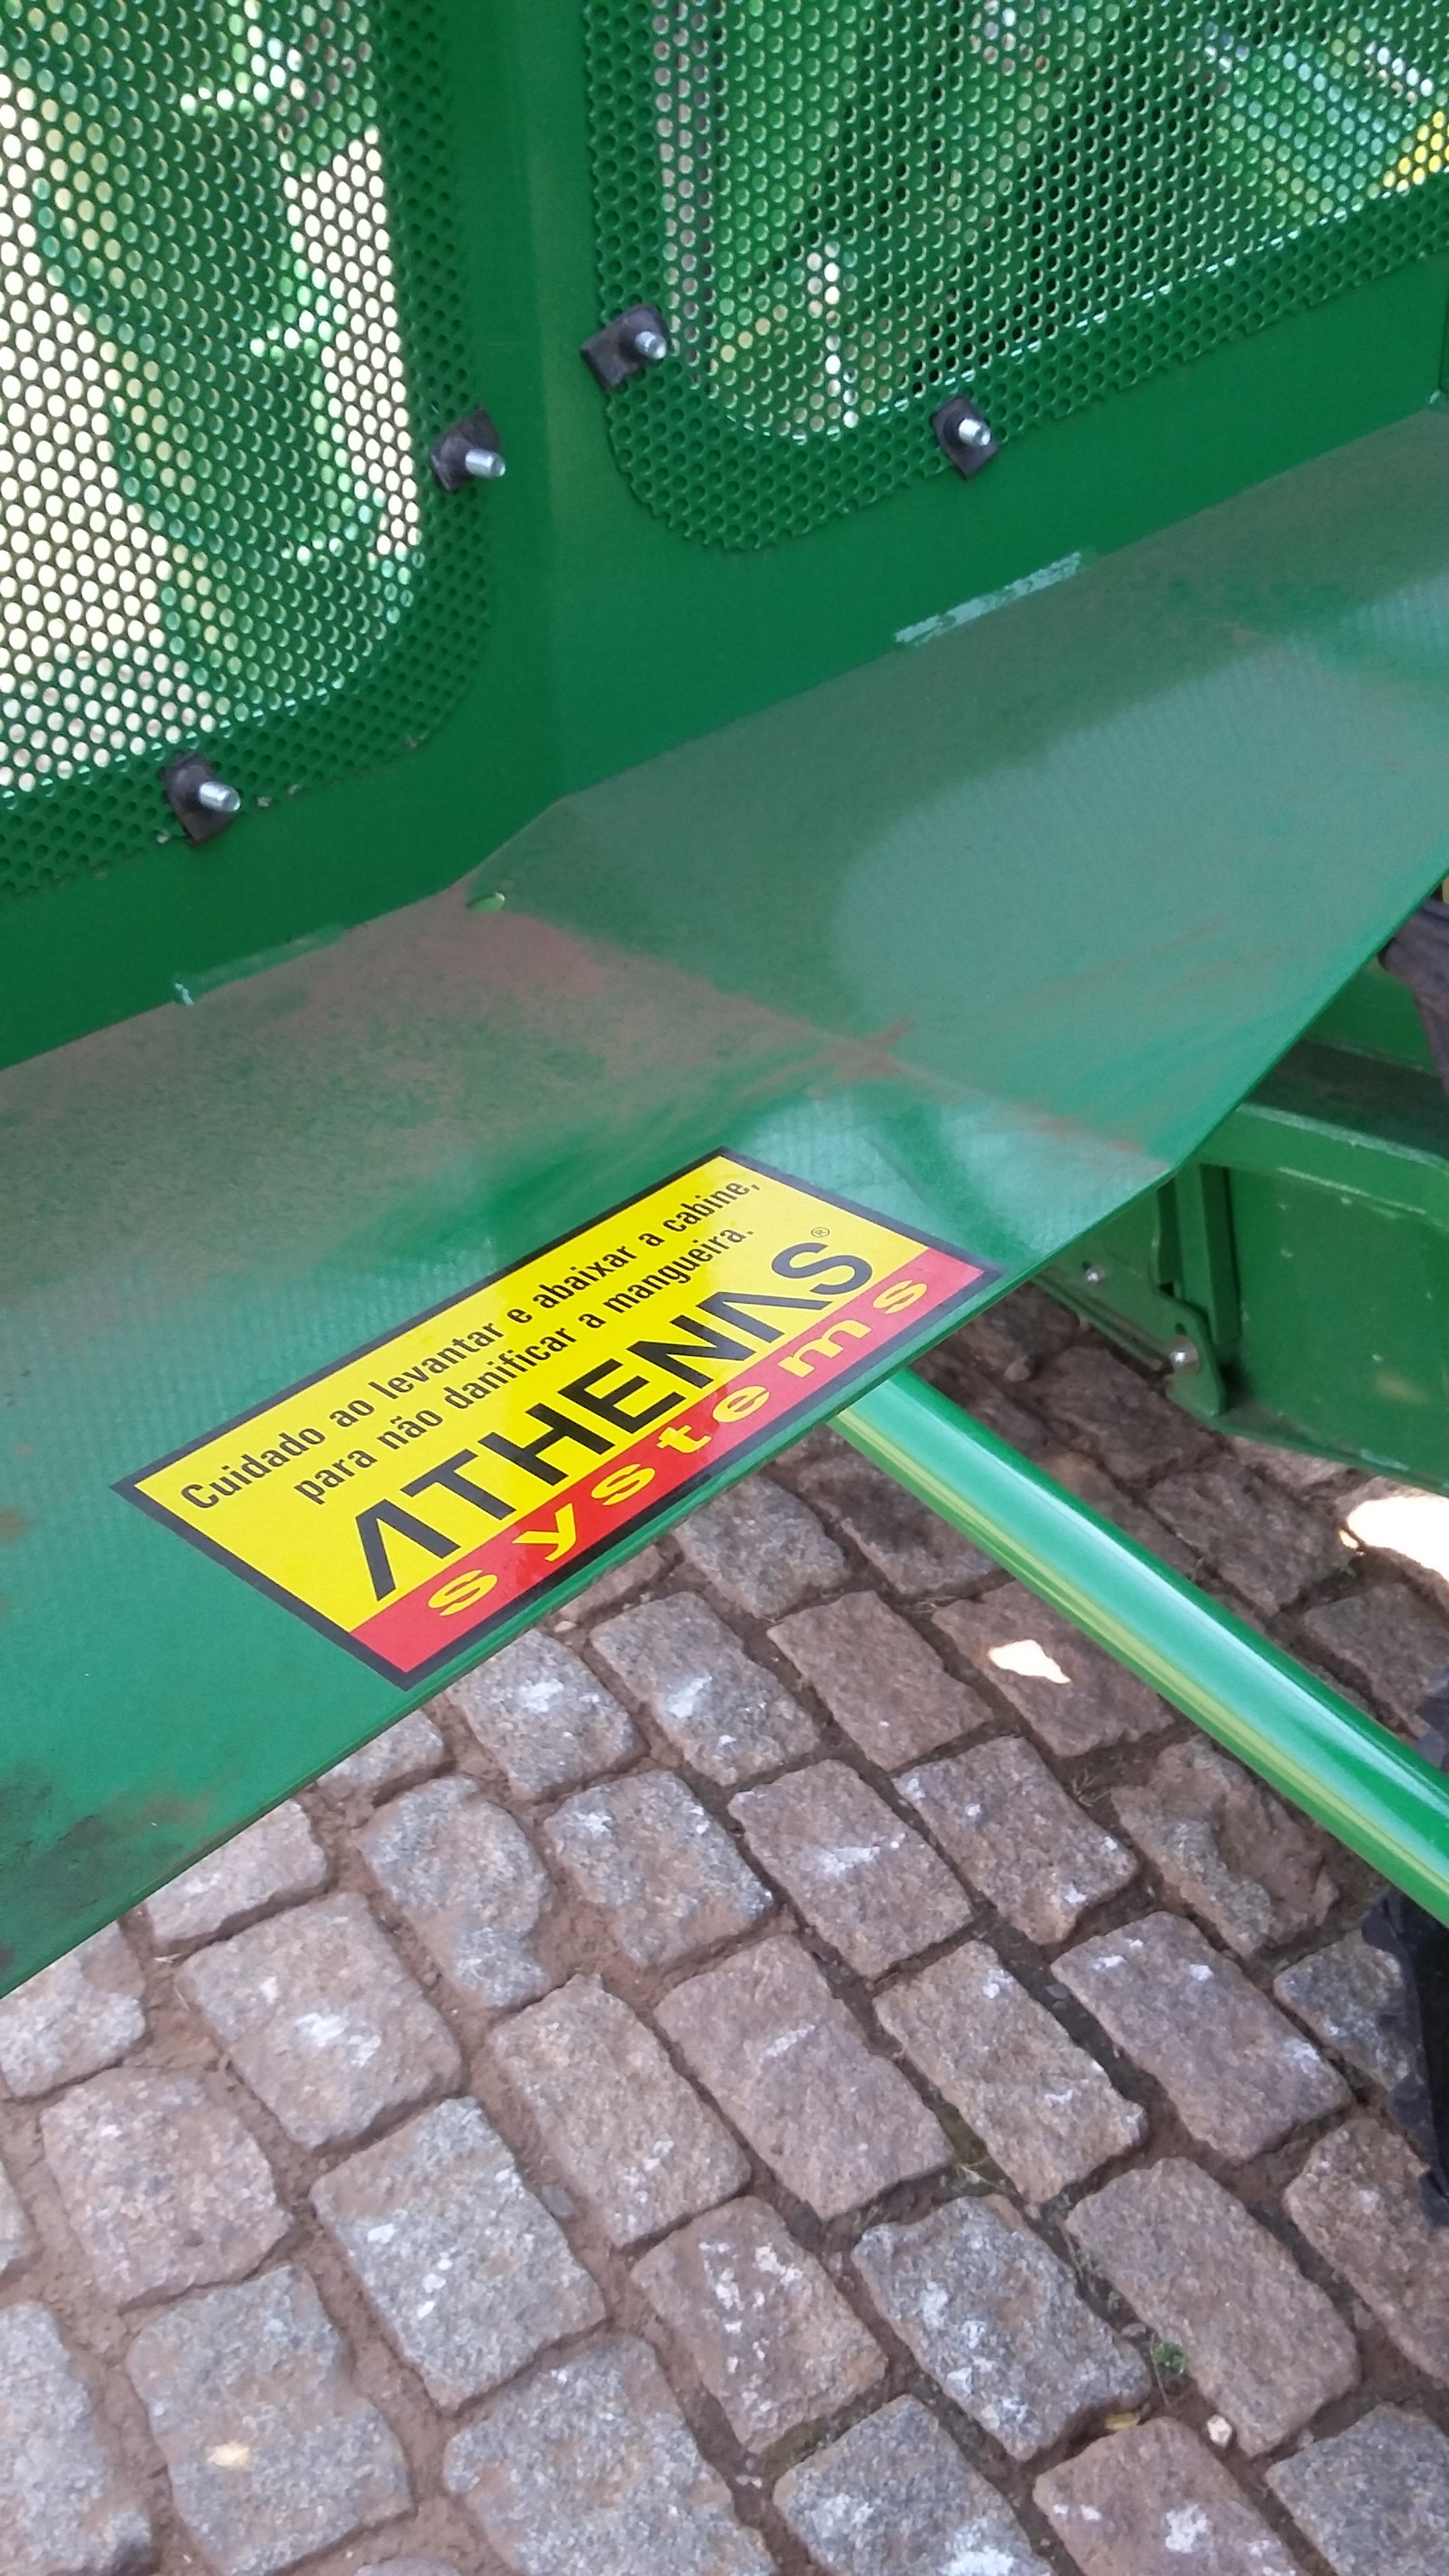 Cuidado ao levantar e abaixar a cabine,
para não danificar a mangueira.
ATHENAS®
systems